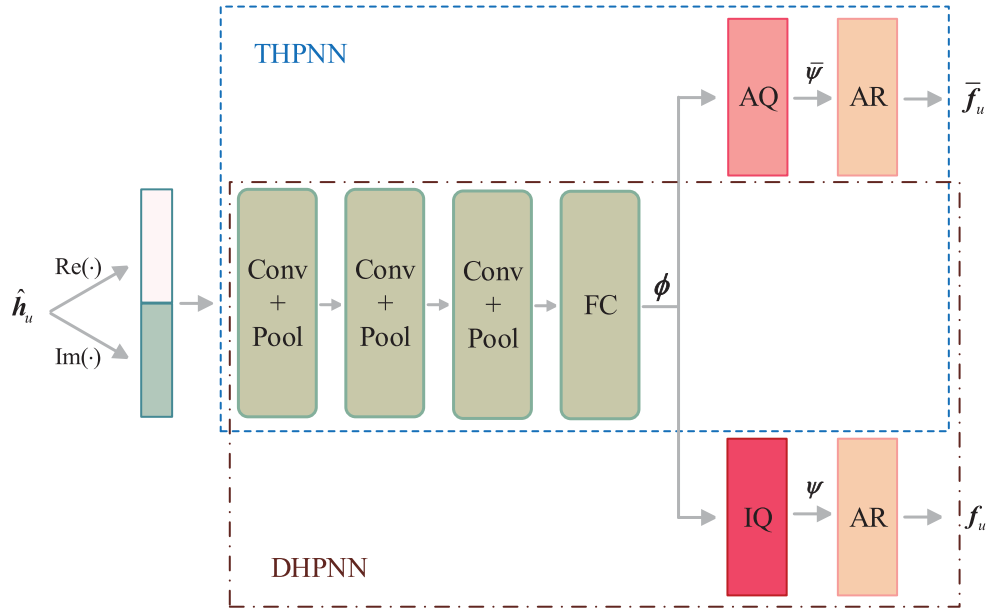 THPNN
AQ
ψ̄
AR
f̄ᵤ
ĥᵤ
Re(·)
Im(·)
Conv
+
Pool
Conv
+
Pool
Conv
+
Pool
FC
ϕ
IQ
ψ
AR
fᵤ
DHPNN